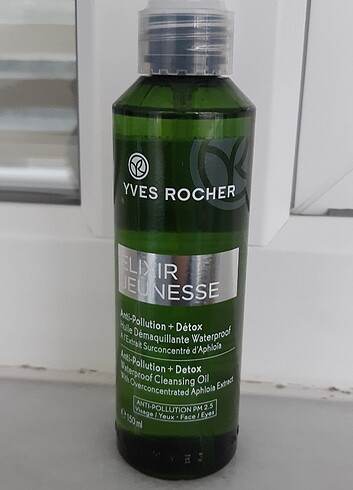 YVES ROCHER
ELIXIR
JEUNESSE
Anti-Pollution + Détox
Huile Démaquillante Waterproof
À l'Extrait Surconcentré d'Aphloia
Anti-Pollution + Detox
Waterproof Cleansing Oil
With Overconcentrated Aphloia Extract
ANTI-POLLUTION PM 2.5
Visage / Yeux • Face / Eyes
e 150 ml